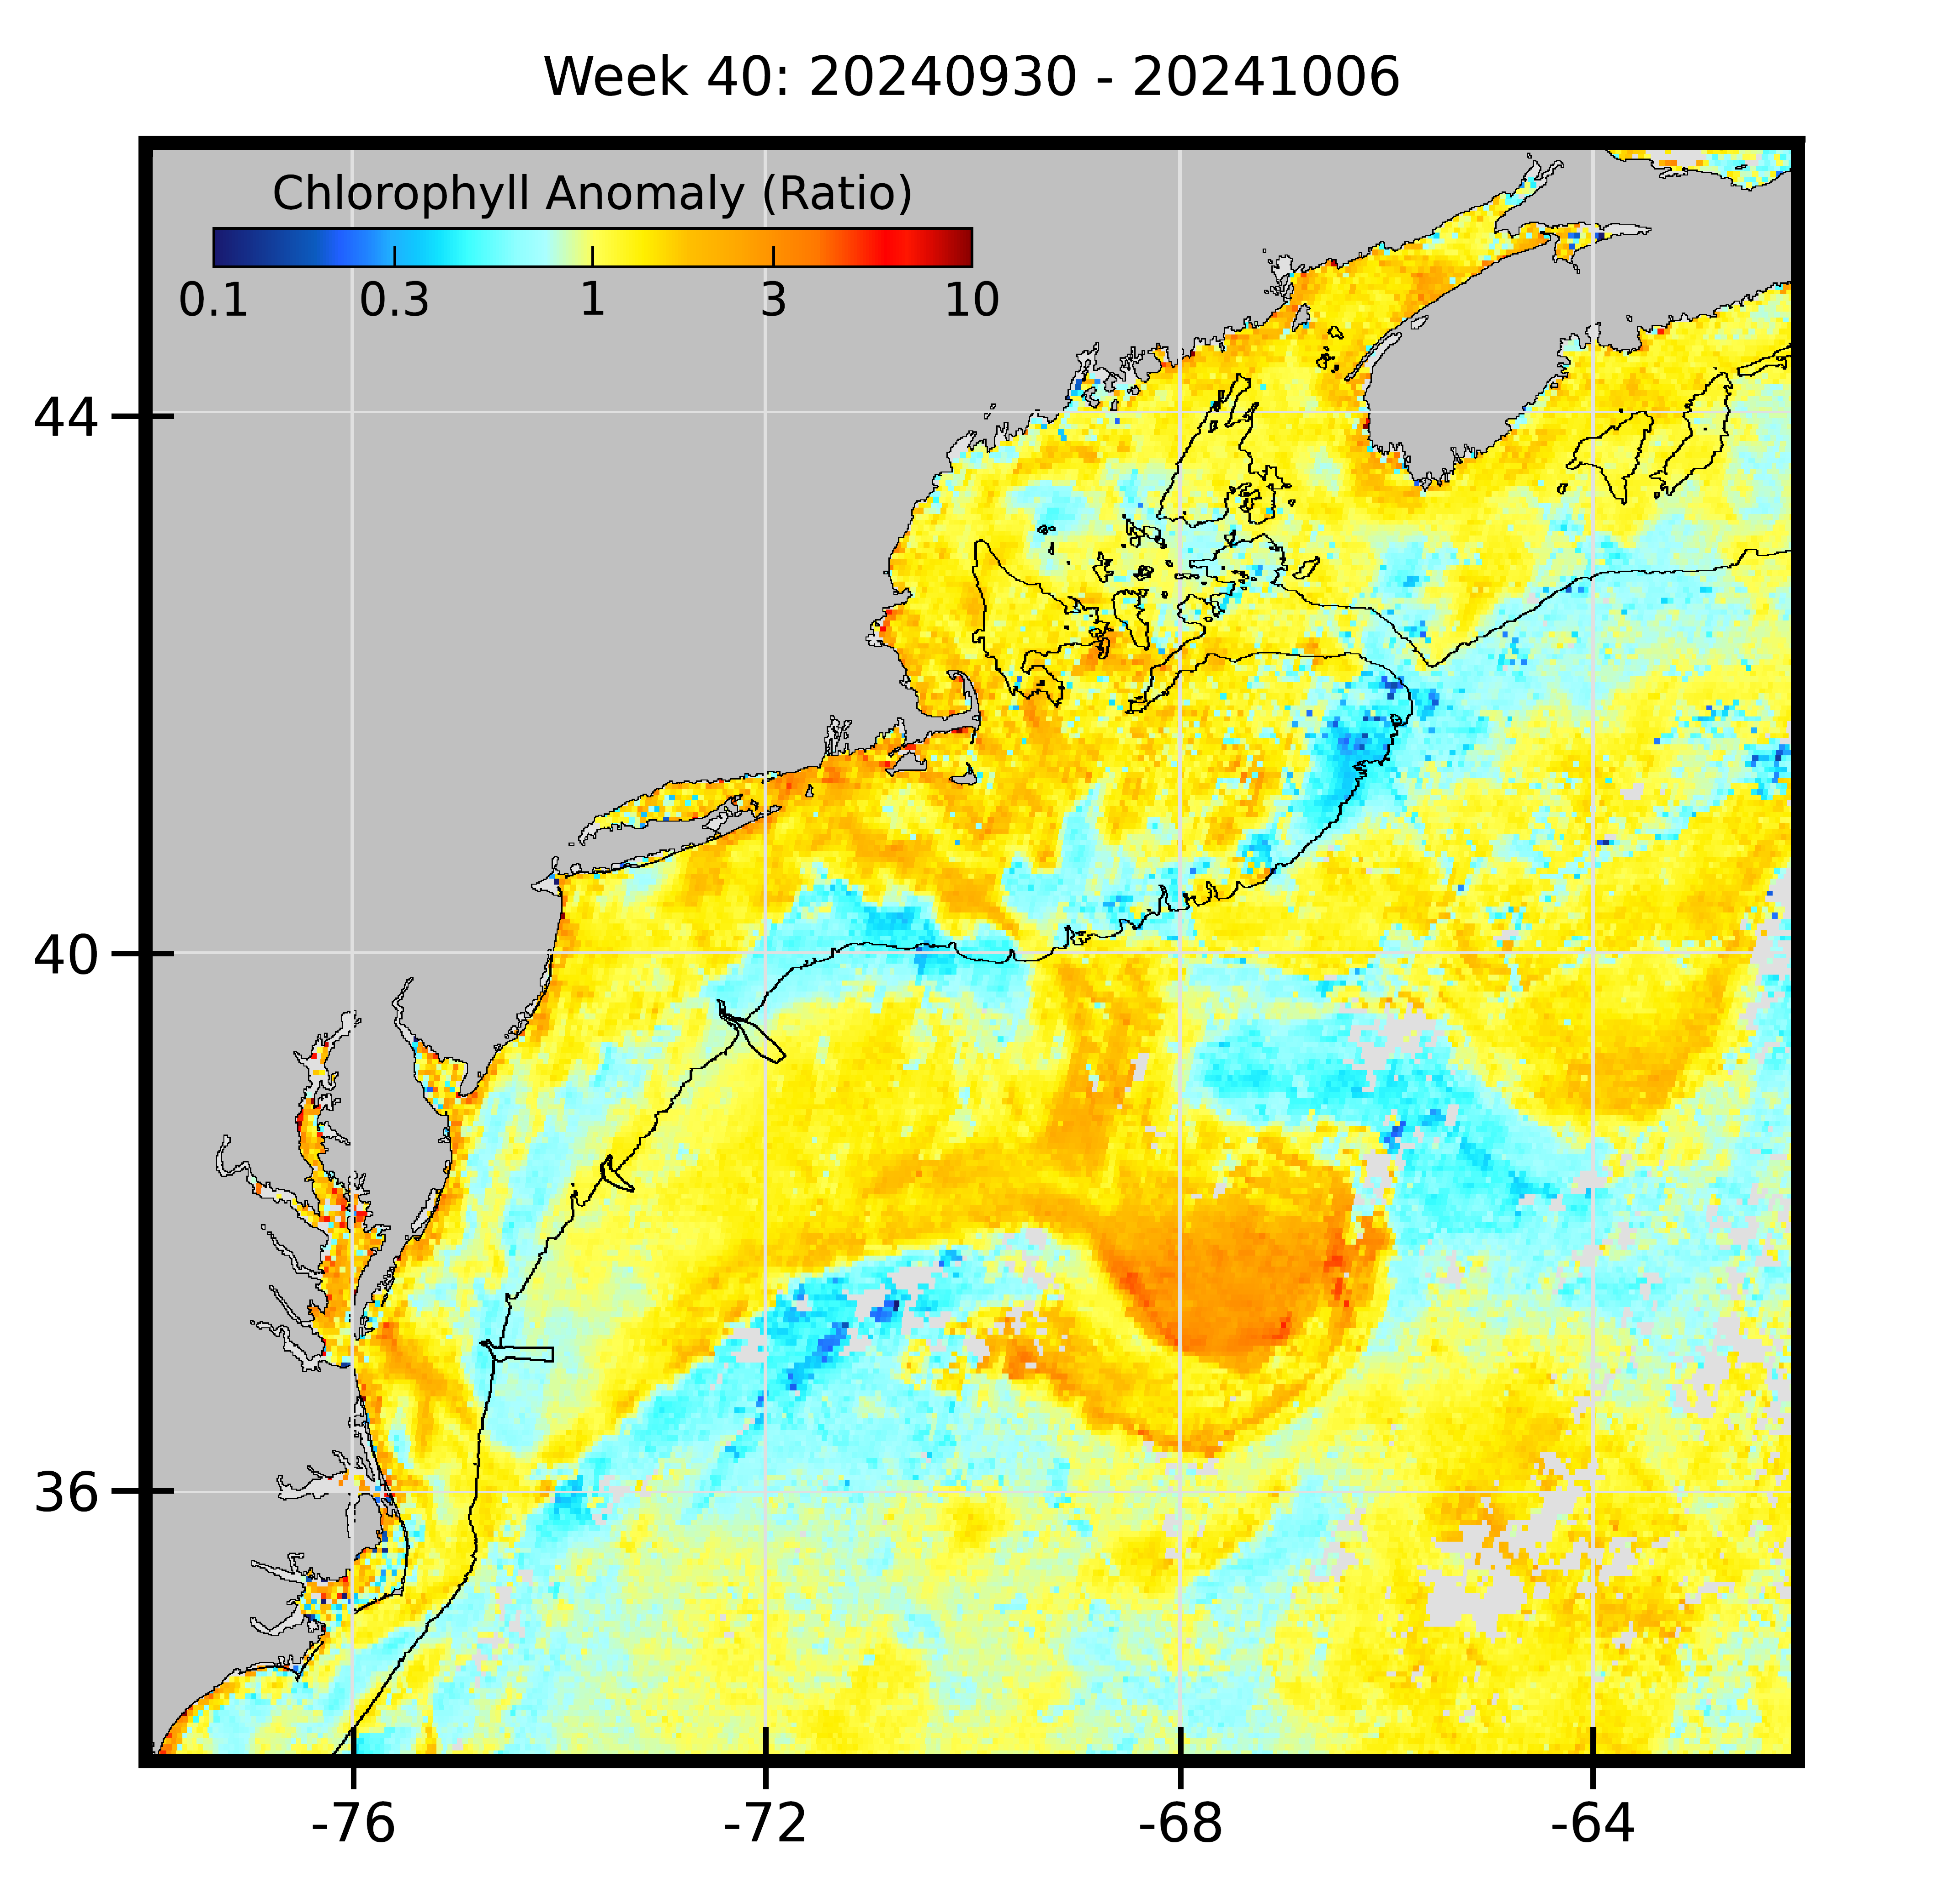 Week 40: 20240930 - 20241006
Chlorophyll Anomaly (Ratio)
0.1 0.3 1 3 10
44
40
36
-76 -72 -68 -64